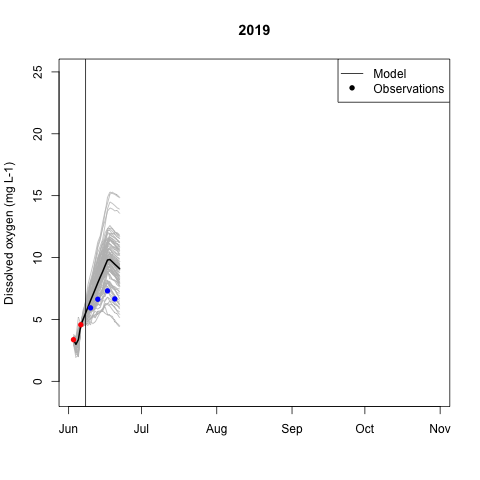 2019
Model
Observations
Dissolved oxygen (mg L-1)
25
20
15
10
5
0
Jun Jul Aug Sep Oct Nov